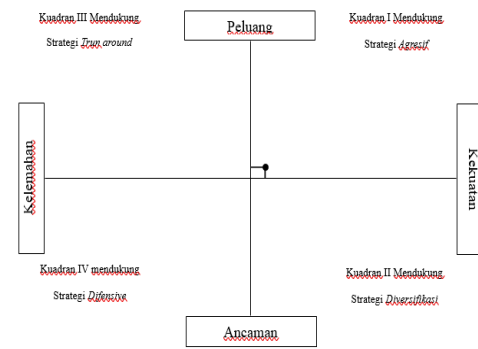 Kuadran III Mendukung
Strategi Trun around
Peluang
Kuadran I Mendukung
Strategi Agresif
Kelemahan
Kekuatan
Kuadran IV mendukung
Strategi Difensive
Kuadran II Mendukung
Strategi Diversifikasi
Ancaman